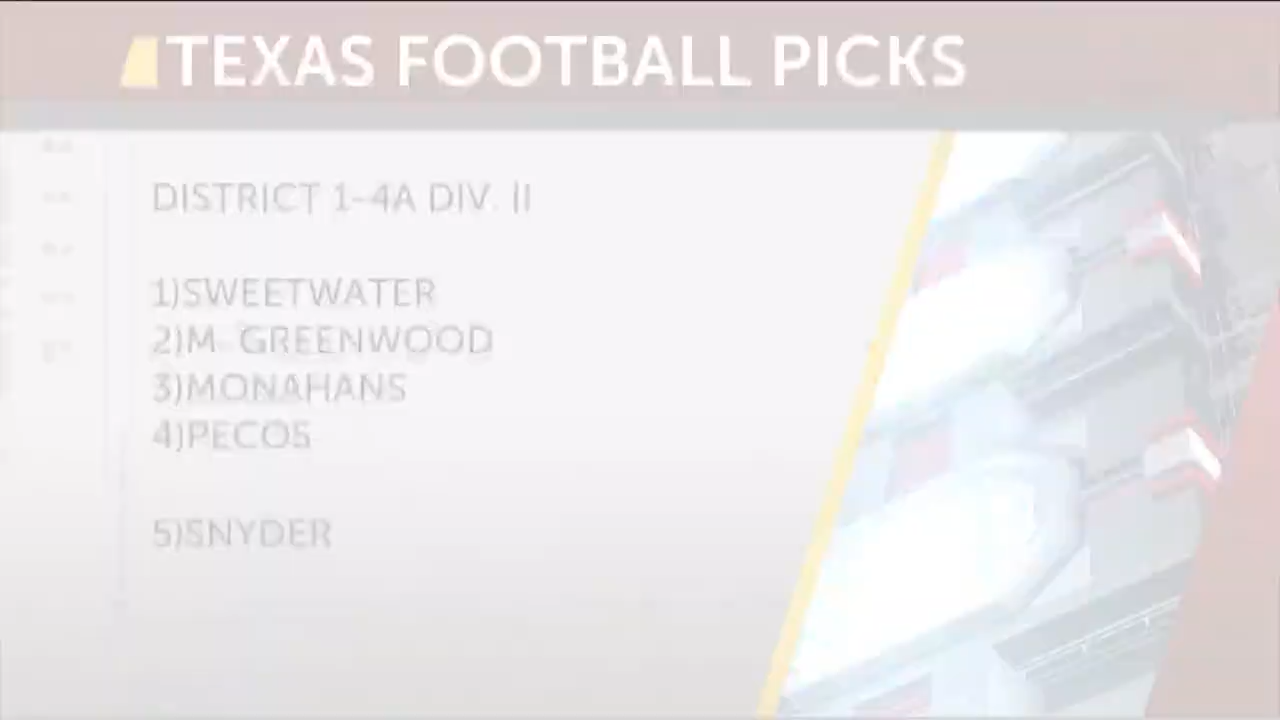 TEXAS FOOTBALL PICKS
DISTRICT 1-4A DIV. II
1)SWEETWATER
2)M- GREENWOOD
3)MONAHANS
4)PECOS
5)SNYDER